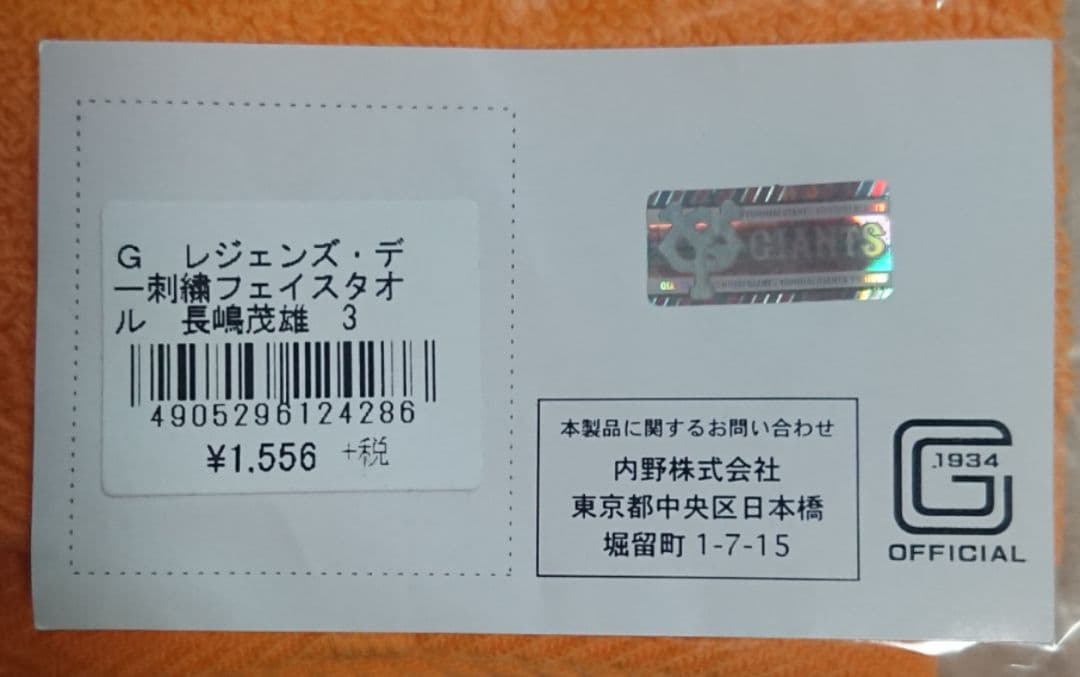 G レジェンズ・デ
ー刺繍フェイスタオ
ル 長嶋茂雄 3
4905296124286
¥1.556 +税
GIANTS
本製品に関するお問い合わせ
内野株式会社
東京都中央区日本橋
堀留町 1-7-15
1934
G
OFFICIAL